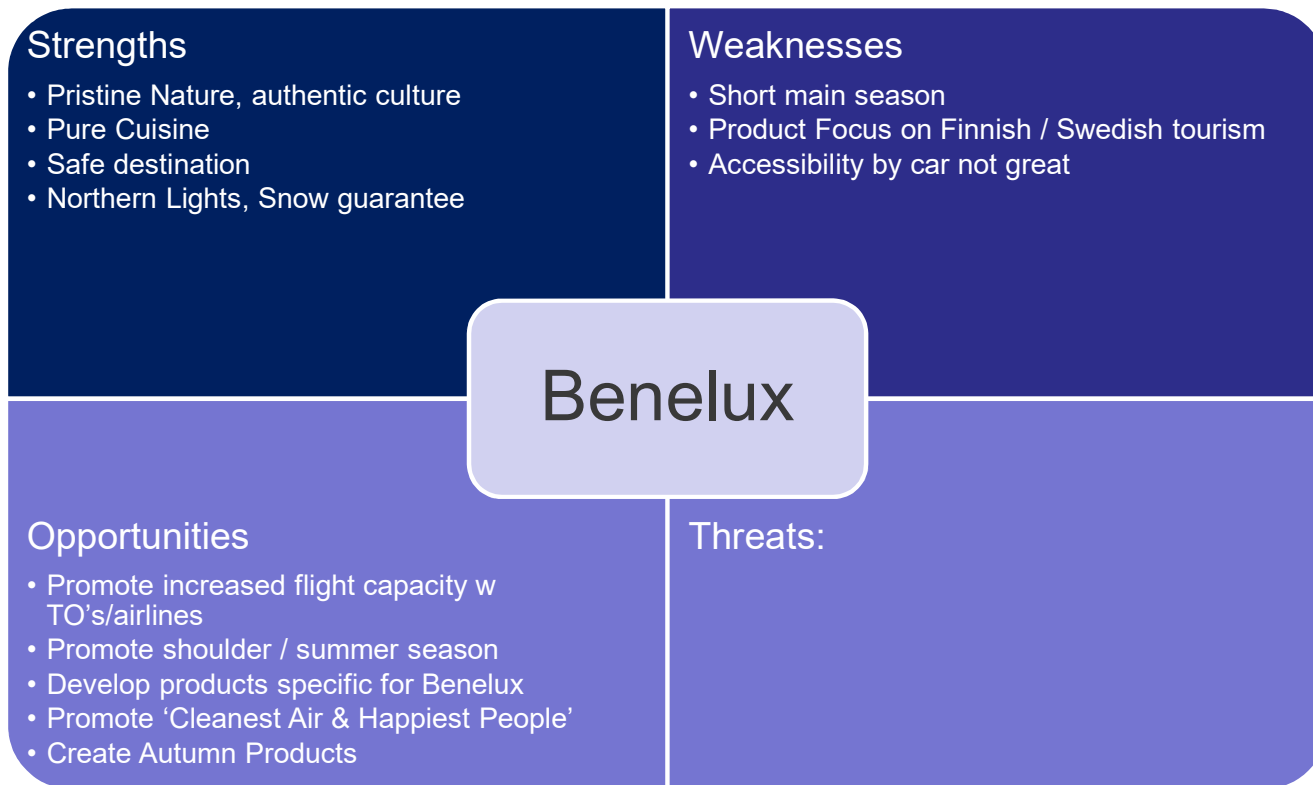 Strengths
• Pristine Nature, authentic culture
• Pure Cuisine
• Safe destination
• Northern Lights, Snow guarantee
Weaknesses
• Short main season
• Product Focus on Finnish / Swedish tourism
• Accessibility by car not great
Benelux
Opportunities
• Promote increased flight capacity w
TO’s/airlines
• Promote shoulder / summer season
• Develop products specific for Benelux
• Promote ‘Cleanest Air & Happiest People’
• Create Autumn Products
Threats: